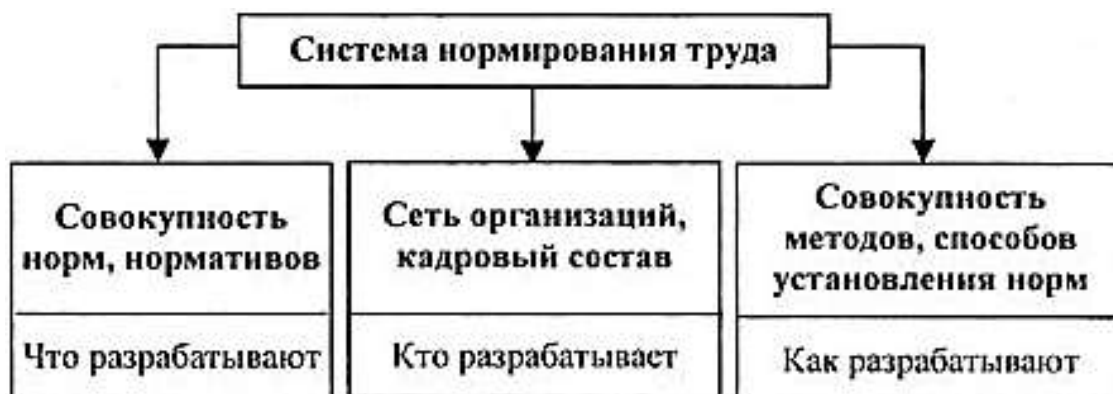 Система нормирования труда
Совокупность
норм, нормативов
Что разрабатывают
Сеть организаций,
кадровый состав
Кто разрабатывает
Совокупность
методов, способов
установления норм
Как разрабатывают